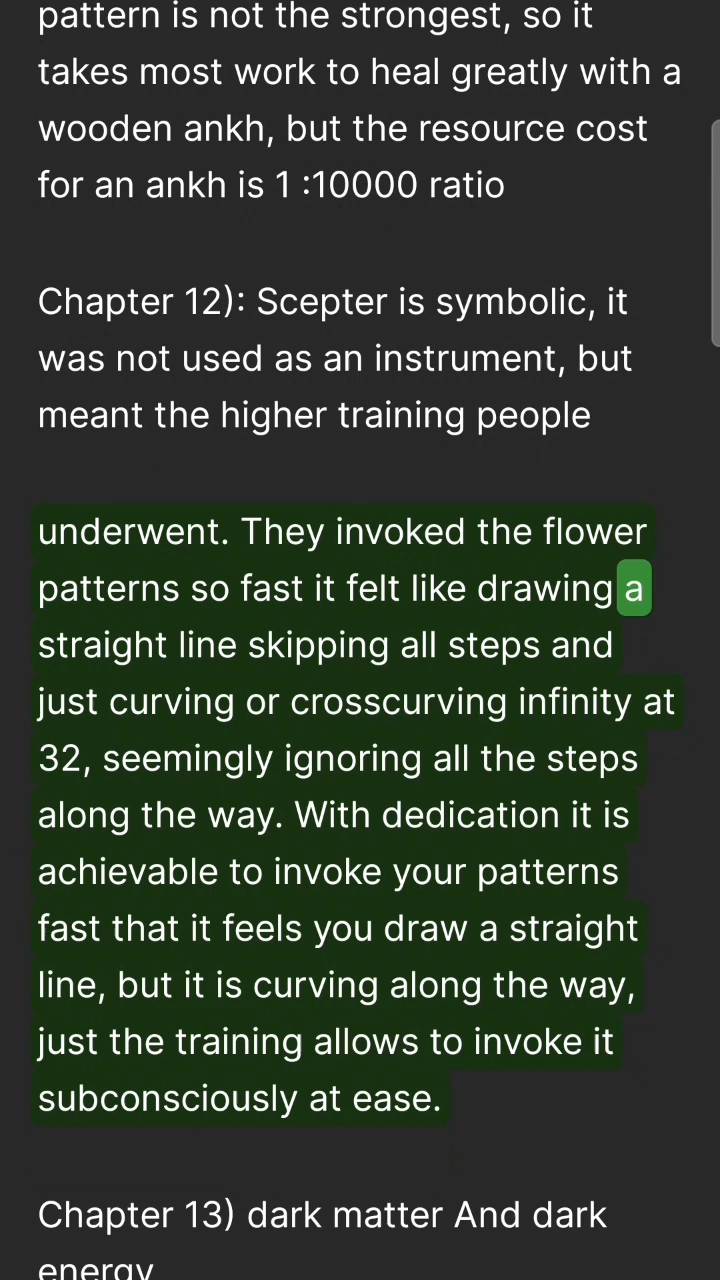 pattern is not the strongest, so it
takes most work to heal greatly with a
wooden ankh, but the resource cost
for an ankh is 1 :10000 ratio
Chapter 12): Scepter is symbolic, it
was not used as an instrument, but
meant the higher training people
underwent. They invoked the flower
patterns so fast it felt like drawing a
straight line skipping all steps and
just curving or crosscurving infinity at
32, seemingly ignoring all the steps
along the way. With dedication it is
achievable to invoke your patterns
fast that it feels you draw a straight
line, but it is curving along the way,
just the training allows to invoke it
subconsciously at ease.
Chapter 13) dark matter And dark
energy